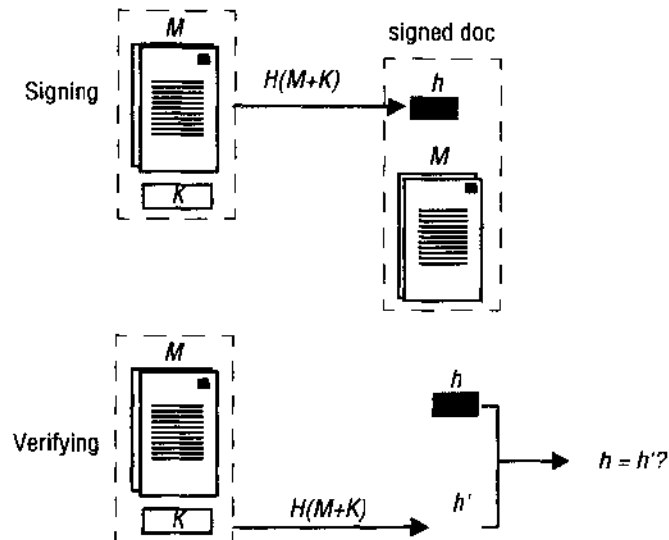 M
signed doc
Signing
H(M+K)
h
M
K
M
h
Verifying
h = h'?
K
H(M+K)
h'